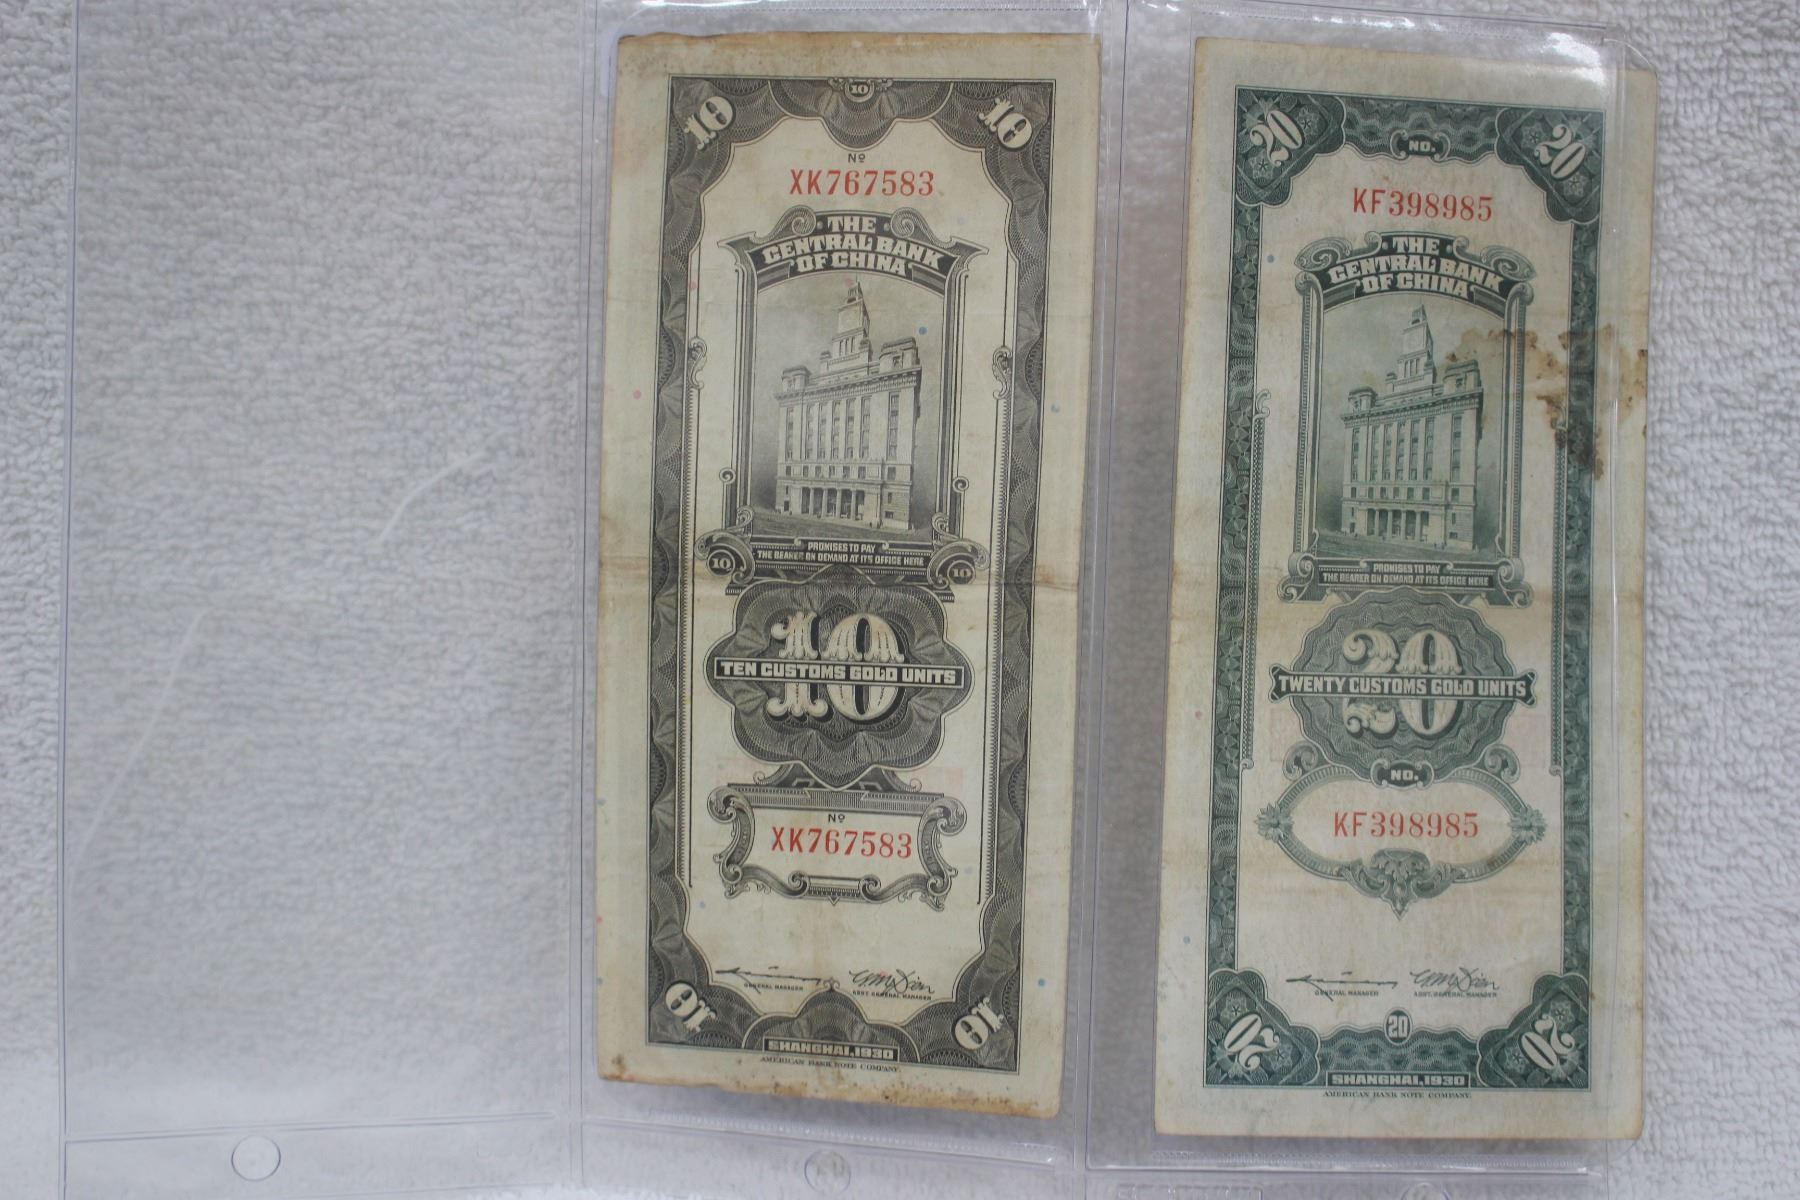 10
10
10
Nº
XK767583
THE
CENTRAL BANK
OF CHINA
PROMISES TO PAY
THE BEARER ON DEMAND AT ITS OFFICE HERE
10
10
10
TEN CUSTOMS GOLD UNITS
Nº
XK767583
GENERAL MANAGER
ASST. GENERAL MANAGER
10
10
SHANGHAI, 1930
AMERICAN BANK NOTE COMPANY.
20
20
NO.
KF398985
THE
CENTRAL BANK
OF CHINA
PROMISES TO PAY
THE BEARER ON DEMAND AT ITS OFFICE HERE
20
TWENTY CUSTOMS GOLD UNITS
NO.
KF398985
GENERAL MANAGER
ASST. GENERAL MANAGER
20
20
20
SHANGHAI, 1930
AMERICAN BANK NOTE COMPANY.